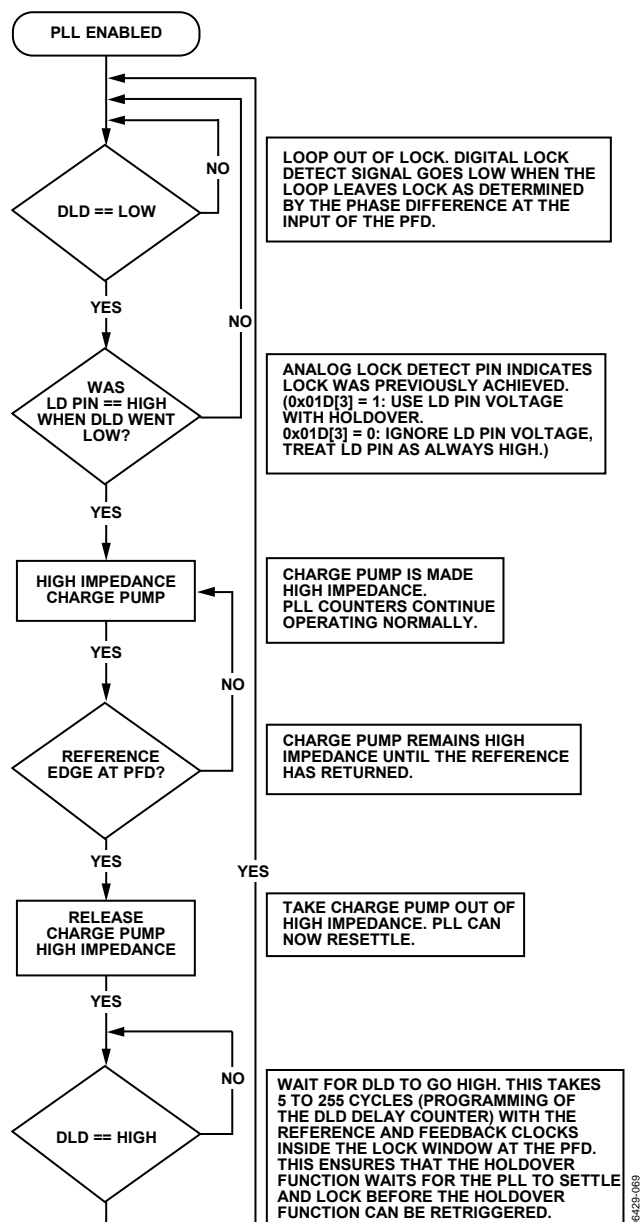 PLL ENABLED
NO
DLD == LOW
LOOP OUT OF LOCK. DIGITAL LOCK
DETECT SIGNAL GOES LOW WHEN THE
LOOP LEAVES LOCK AS DETERMINED
BY THE PHASE DIFFERENCE AT THE
INPUT OF THE PFD.
YES
NO
WAS
LD PIN == HIGH
WHEN DLD WENT
LOW?
ANALOG LOCK DETECT PIN INDICATES
LOCK WAS PREVIOUSLY ACHIEVED.
(0x01D[3] = 1: USE LD PIN VOLTAGE
WITH HOLDOVER.
0x01D[3] = 0: IGNORE LD PIN VOLTAGE,
TREAT LD PIN AS ALWAYS HIGH.)
YES
HIGH IMPEDANCE
CHARGE PUMP
CHARGE PUMP IS MADE
HIGH IMPEDANCE.
PLL COUNTERS CONTINUE
OPERATING NORMALLY.
YES
NO
REFERENCE
EDGE AT PFD?
CHARGE PUMP REMAINS HIGH
IMPEDANCE UNTIL THE REFERENCE
HAS RETURNED.
YES
YES
RELEASE
CHARGE PUMP
HIGH IMPEDANCE
TAKE CHARGE PUMP OUT OF
HIGH IMPEDANCE. PLL CAN
NOW RESETTLE.
YES
NO
DLD == HIGH
WAIT FOR DLD TO GO HIGH. THIS TAKES
5 TO 255 CYCLES (PROGRAMMING OF
THE DLD DELAY COUNTER) WITH THE
REFERENCE AND FEEDBACK CLOCKS
INSIDE THE LOCK WINDOW AT THE PFD.
THIS ENSURES THAT THE HOLDOVER
FUNCTION WAITS FOR THE PLL TO SETTLE
AND LOCK BEFORE THE HOLDOVER
FUNCTION CAN BE RETRIGGERED.
6429-069